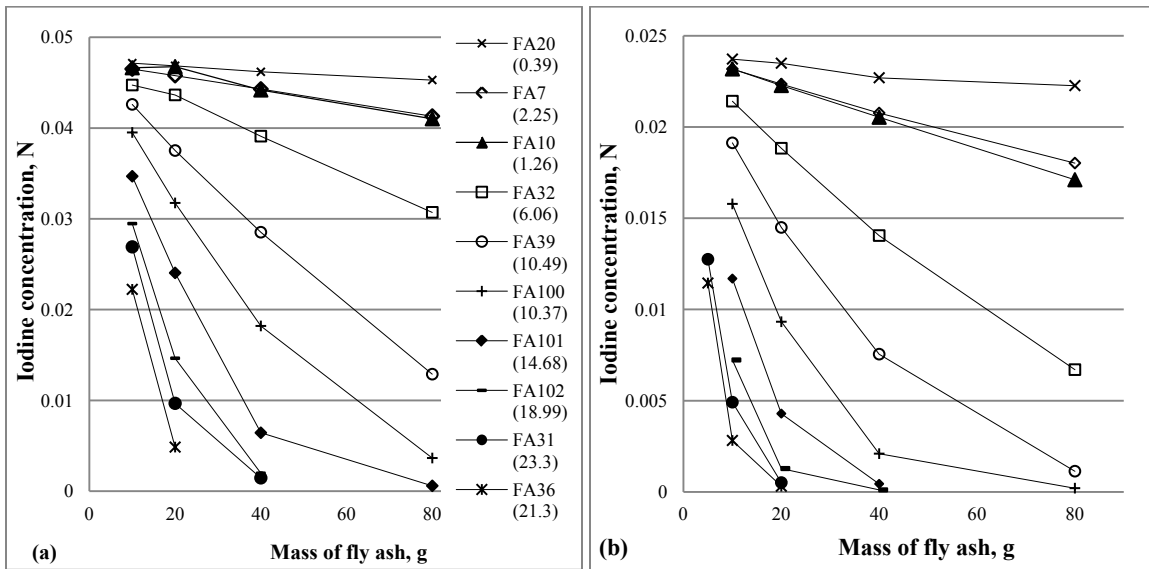 0.05
0.04
0.03
0.02
0.01
0
Iodine concentration, N
0 20 40 60 80
(a) Mass of fly ash, g
FA20
(0.39)
FA7
(2.25)
FA10
(1.26)
FA32
(6.06)
FA39
(10.49)
FA100
(10.37)
FA101
(14.68)
FA102
(18.99)
FA31
(23.3)
FA36
(21.3)
0.025
0.02
0.015
0.01
0.005
0
Iodine concentration, N
0 20 40 60 80
(b) Mass of fly ash, g